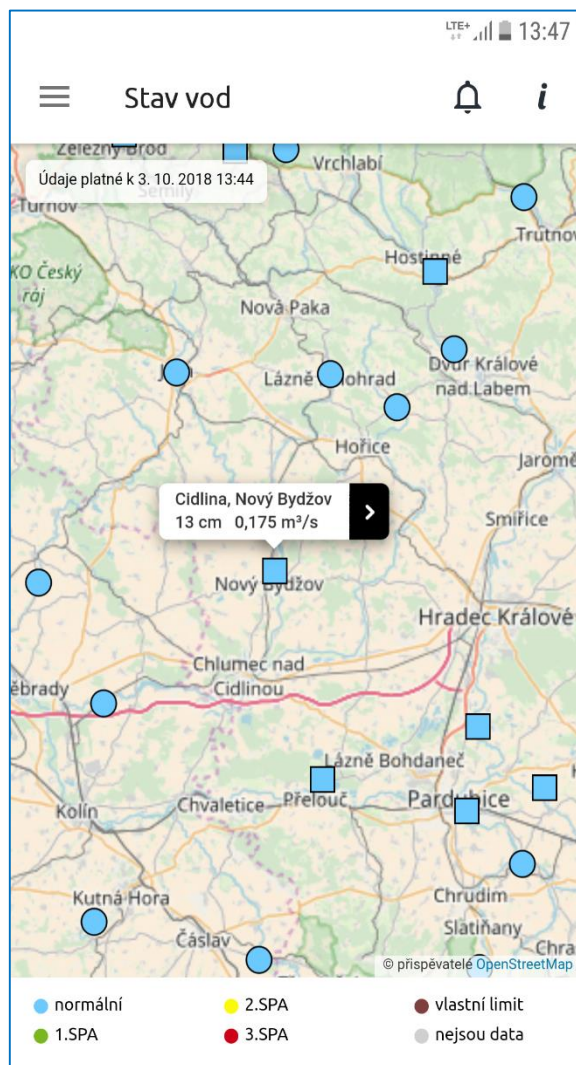 LTE+ 13:47
Stav vod i
Železný Brod
Vrchlabí
Údaje platné k 3. 10. 2018 13:44
Semily
Turnov
Trutnov
KO Český
ráj
Hostinné
Nová Paka
Lázně
Dvůr Králové
nad Labem
Hořice
Jaromě
Cidlina, Nový Bydžov
13 cm 0,175 m³/s
Smiřice
Nový Bydžov
Hradec Králové
Chlumec nad
Cidlinou
ěbrady
Lázně Bohdaneč
Přelouč
Pardubice
Kolín
Chvaletice
Kutná Hora
Chrudim
Čáslav
Slatiňany
Chra
© přispěvatelé OpenStreetMap
normální 2.SPA vlastní limit
1.SPA 3.SPA nejsou data